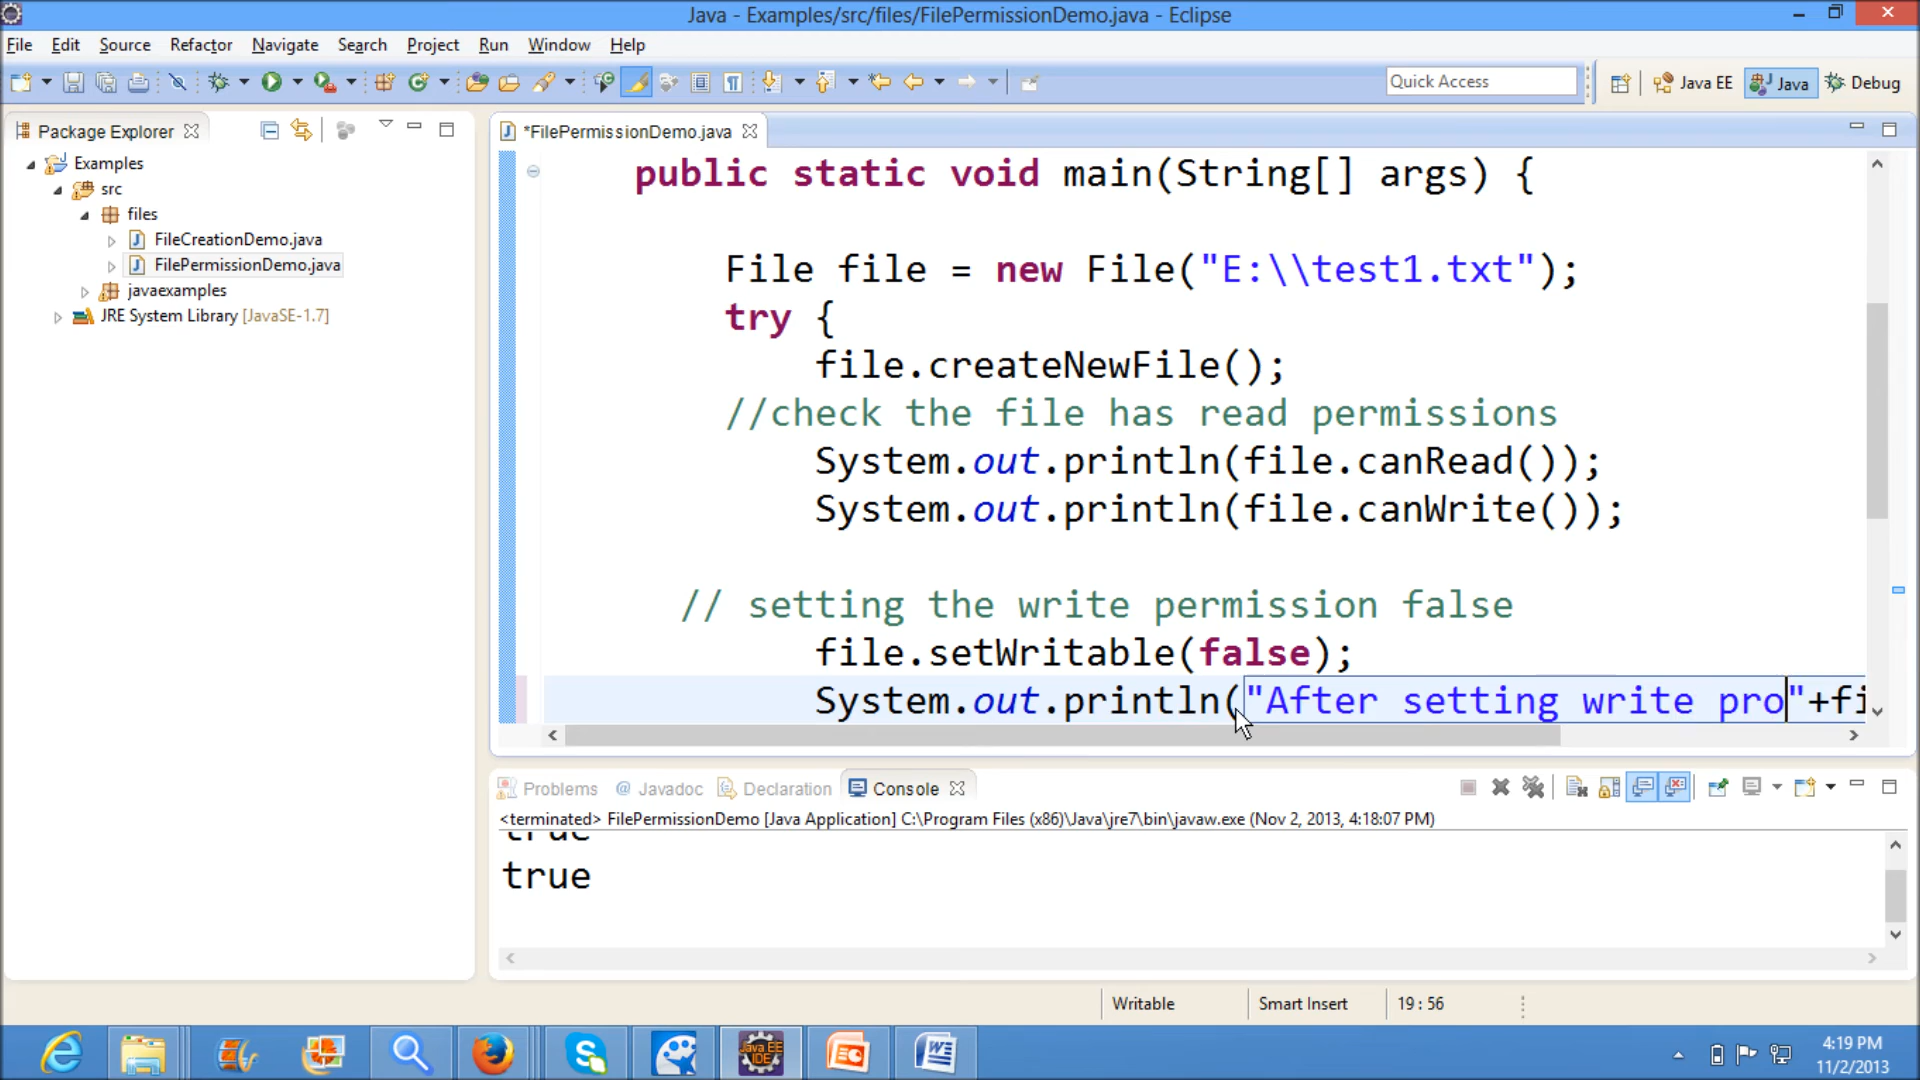 Java - Examples/src/files/FilePermissionDemo.java - Eclipse
File Edit Source Refactor Navigate Search Project Run Window Help
Quick Access Java EE Java Debug
Package Explorer
Examples
src
files
FileCreationDemo.java
FilePermissionDemo.java
javaexamples
JRE System Library [JavaSE-1.7]
*FilePermissionDemo.java
public static void main(String[] args) {
File file = new File("E:\\test1.txt");
try {
file.createNewFile();
//check the file has read permissions
System.out.println(file.canRead());
System.out.println(file.canWrite());
// setting the write permission false
file.setWritable(false);
System.out.println("After setting write pro"+fi
Problems @ Javadoc Declaration Console
<terminated> FilePermissionDemo [Java Application] C:\Program Files (x86)\Java\jre7\bin\javaw.exe (Nov 2, 2013, 4:18:07 PM)
true
true
Writable Smart Insert 19 : 56
Java EE
IDE
4:19 PM
11/2/2013